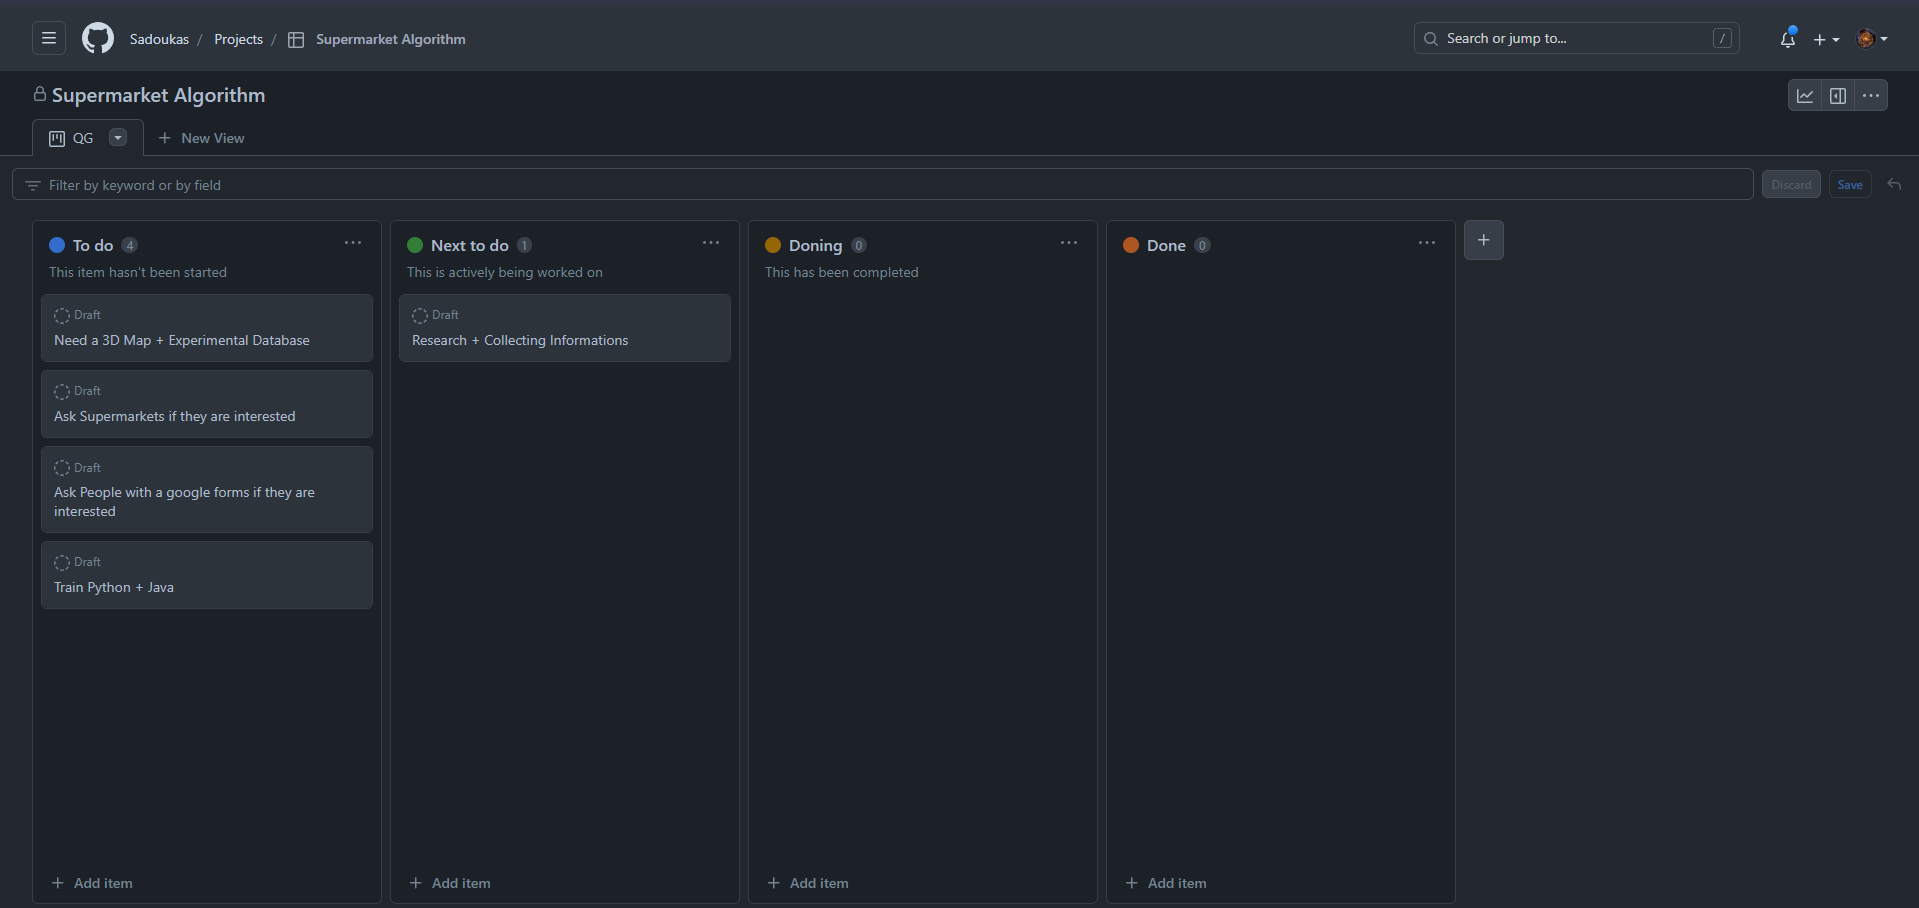 Sadoukas / Projects / Supermarket Algorithm
Search or jump to...
/
Supermarket Algorithm
QG
New View
Filter by keyword or by field
Discard
Save
To do 4
This item hasn't been started
Draft
Need a 3D Map + Experimental Database
Draft
Ask Supermarkets if they are interested
Draft
Ask People with a google forms if they are
interested
Draft
Train Python + Java
+ Add item
Next to do 1
This is actively being worked on
Draft
Research + Collecting Informations
+ Add item
Doning 0
This has been completed
+ Add item
Done 0
+ Add item